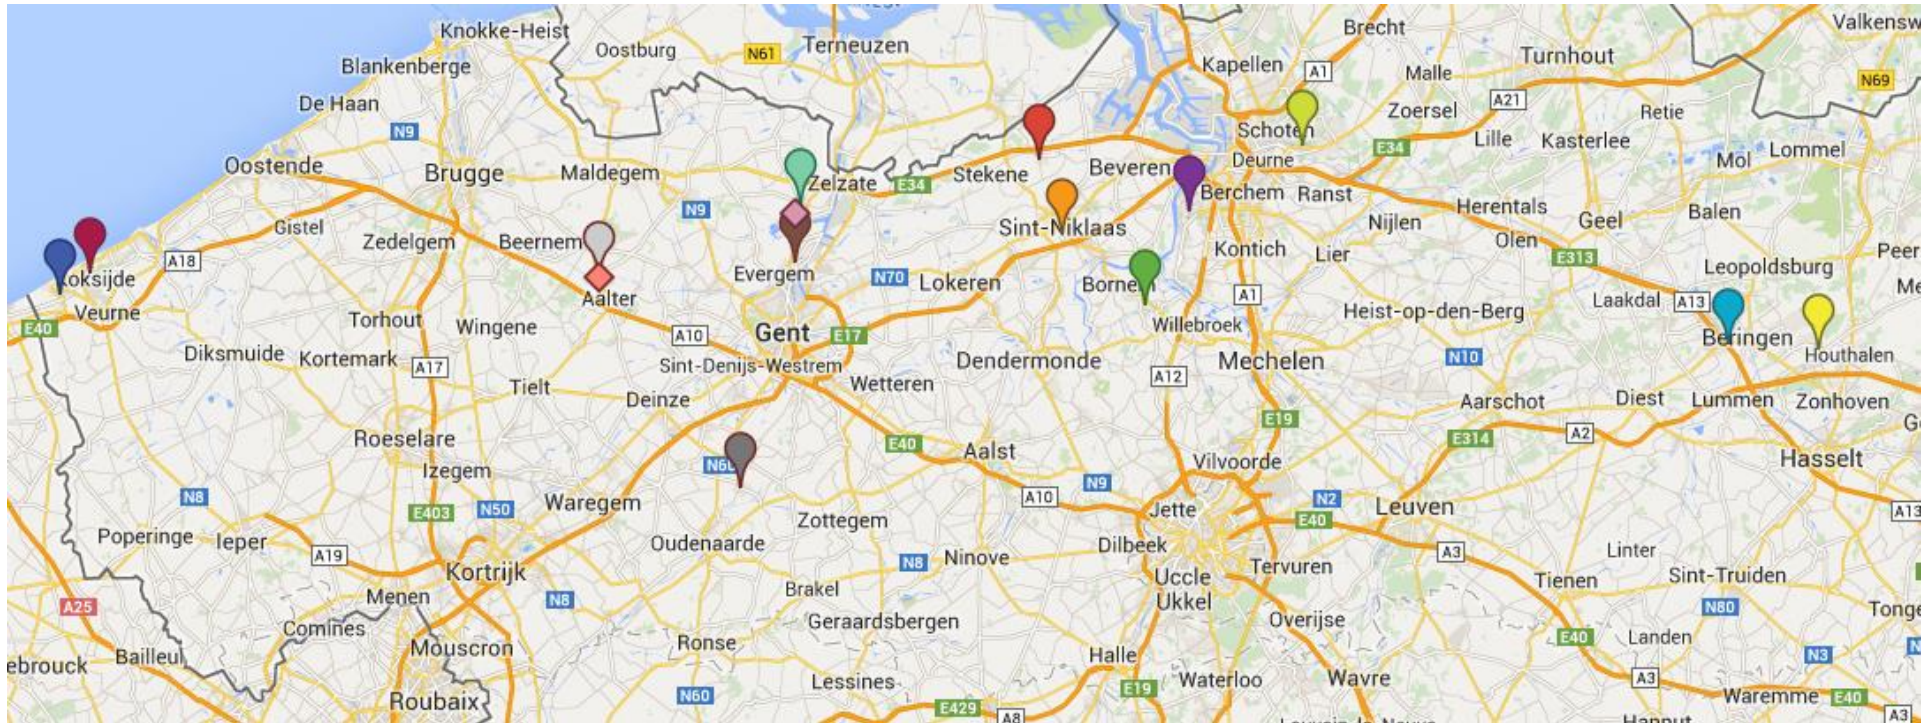 Knokke-Heist
Oostburg
N61
Terneuzen
Brecht
Valkensw
Blankenberge
Kapellen
A1
Malle
Turnhout
N69
De Haan
N9
Schoten
Zoersel
A21
Retie
Lille
Kasterlee
Oostende
Brugge
Maldegem
Zelzate
E34
Stekene
Beveren
Deurne
E34
Mol
Lommel
N9
Berchem
Ranst
Herentals
Geel
Balen
Gistel
Zedelgem
Beernem
Sint-Niklaas
Nijlen
Olen
A18
Koksijde
Evergem
N70
Lokeren
Kontich
Lier
E313
Peer
Leopoldsburg
Veurne
Aalter
Bornem
A1
Laakdal
A13
Me
E40
Torhout
Wingene
A10
Gent
E17
Willebroek
Heist-op-den-Berg
Beringen
Diksmuide
Kortemark
A17
Sint-Denijs-Westrem
Dendermonde
Mechelen
N10
Houthalen
Tielt
Deinze
Wetteren
A12
Aarschot
Diest
Lummen
Zonhoven
Roeselare
E40
Aalst
E19
E314
A2
G
Izegem
N60
Vilvoorde
Hasselt
N8
E403
N50
Waregem
A10
N9
N2
Leuven
A13
Poperinge
Ieper
A19
Zottegem
Jette
E40
Oudenaarde
N8
Ninove
Dilbeek
A3
Linter
Kortrijk
Uccle
Ukkel
Tervuren
Tienen
Sint-Truiden
A25
Menen
N8
Brakel
N80
Tonge
Comines
Geraardsbergen
Overijse
E40
Landen
ebrouck
Bailleul
Mouscron
Ronse
Halle
N3
N
Roubaix
N60
Lessines
E19
Waterloo
Wavre
A3
Waremme
E40
E429
A8
A3